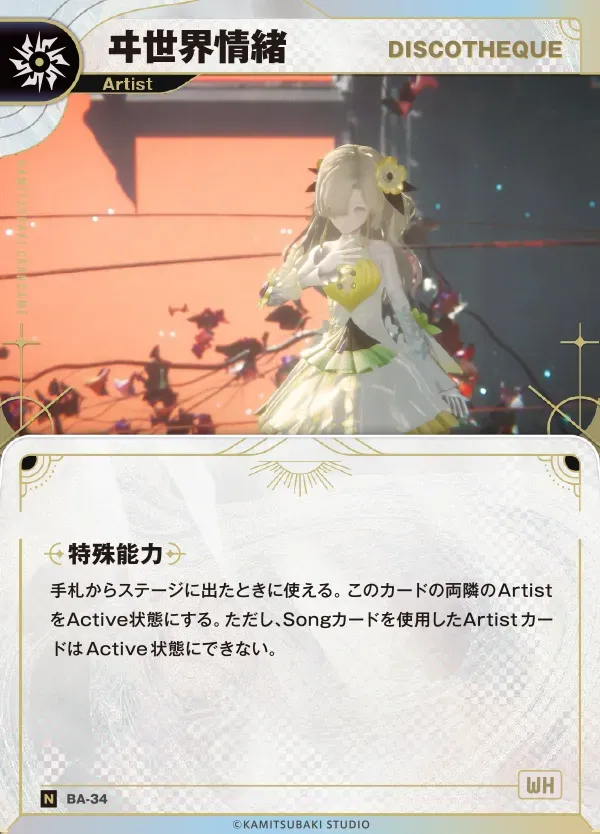 ヰ世界情緒
DISCOTHEQUE
Artist
KAMITSUBAKI CARD GAME
特殊能力
手札からステージに出たときに使える。このカードの両隣のArtist
をActive状態にする。ただし、Songカードを使用したArtistカー
ドはActive状態にできない。
WH
N BA-34
©KAMITSUBAKI STUDIO